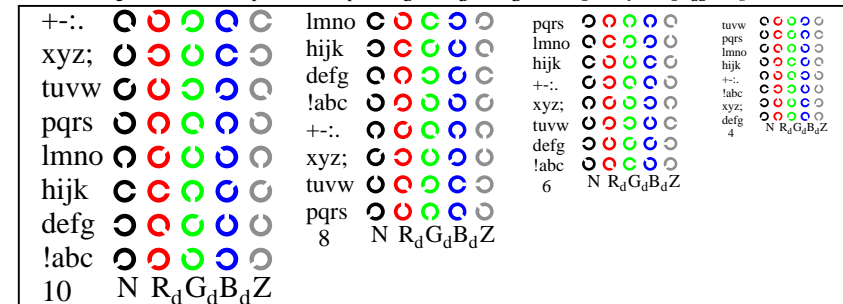 +-:.
xyz;
tuvw
pqrs
lmno
hijk
defg
!abc
10 N RdGdBdZ
lmno
hijk
defg
!abc
+-:.
xyz;
tuvw
pqrs
8 N RdGdBdZ
pqrs
lmno
hijk
+-:.
xyz;
tuvw
defg
!abc
6 N RdGdBdZ
tuvw
pqrs
lmno
hijk
+-:.
!abc
xyz;
defg
4 N RdGdBdZ